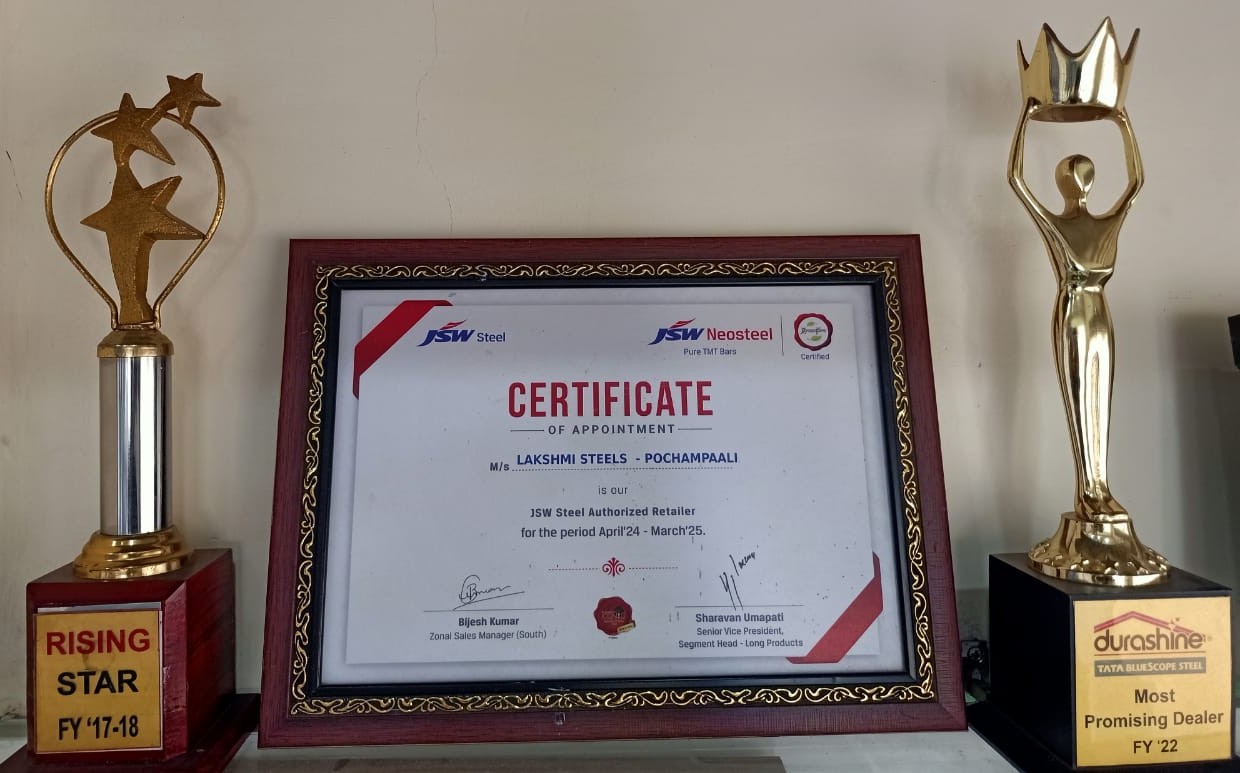 RISING
STAR
FY '17-18
JSW Steel
JSW Neosteel
Pure TMT Bars
Certified
CERTIFICATE
OF APPOINTMENT
M/s LAKSHMI STEELS - POCHAMPAALI
is our
JSW Steel Authorized Retailer
for the period April'24 - March'25.
Bijesh Kumar
Zonal Sales Manager (South)
Sharavan Umapati
Senior Vice President,
Segment Head - Long Products
durashine®
TATA BLUESCOPE STEEL
Most
Promising Dealer
FY '22